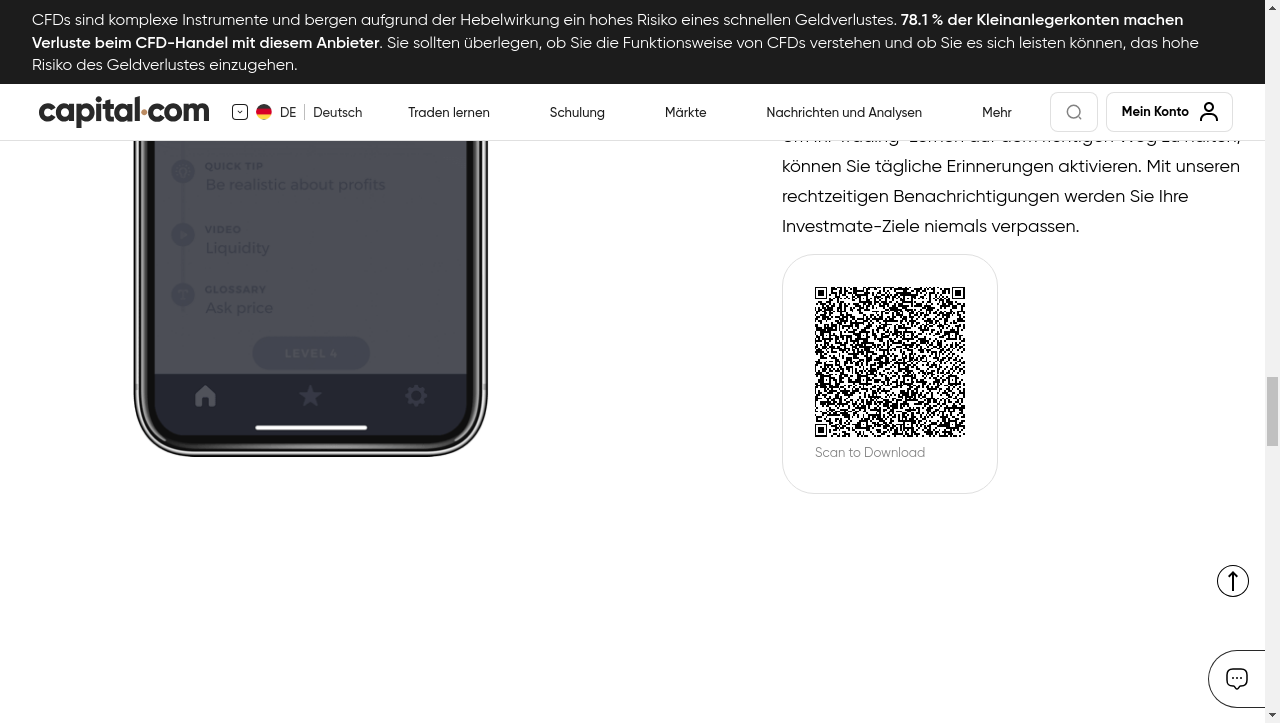 CFDs sind komplexe Instrumente und bergen aufgrund der Hebelwirkung ein hohes Risiko eines schnellen Geldverlustes. 78.1 % der Kleinanlegerkonten machen
Verluste beim CFD-Handel mit diesem Anbieter. Sie sollten überlegen, ob Sie die Funktionsweise von CFDs verstehen und ob Sie es sich leisten können, das hohe
Risiko des Geldverlustes einzugehen.
capital.com DE Deutsch Traden lernen Schulung Märkte Nachrichten und Analysen Mehr Mein Konto
können Sie tägliche Erinnerungen aktivieren. Mit unseren
rechtzeitigen Benachrichtigungen werden Sie Ihre
Investmate-Ziele niemals verpassen.
QUICK TIP
Be realistic about profits
VIDEO
Liquidity
GLOSSARY
Ask price
LEVEL 4
Scan to Download